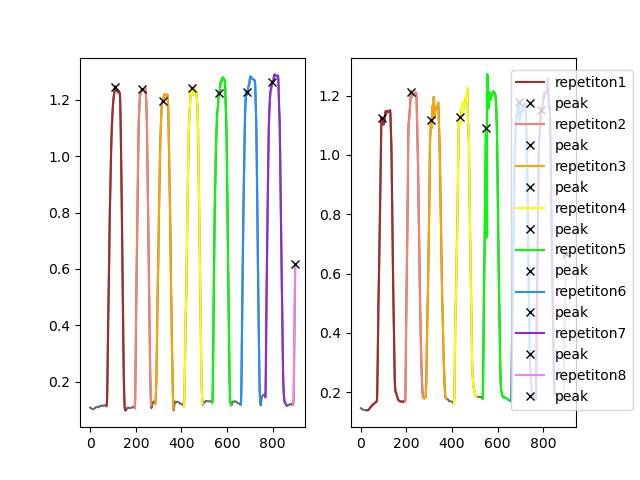 1.2
1.0
0.8
0.6
0.4
0.2
0
200
400
600
800
1.2
1.0
0.8
0.6
0.4
0.2
0
200
400
600
800
repetiton1
peak
repetiton2
peak
repetiton3
peak
repetiton4
peak
repetiton5
peak
repetiton6
peak
repetiton7
peak
repetiton8
peak